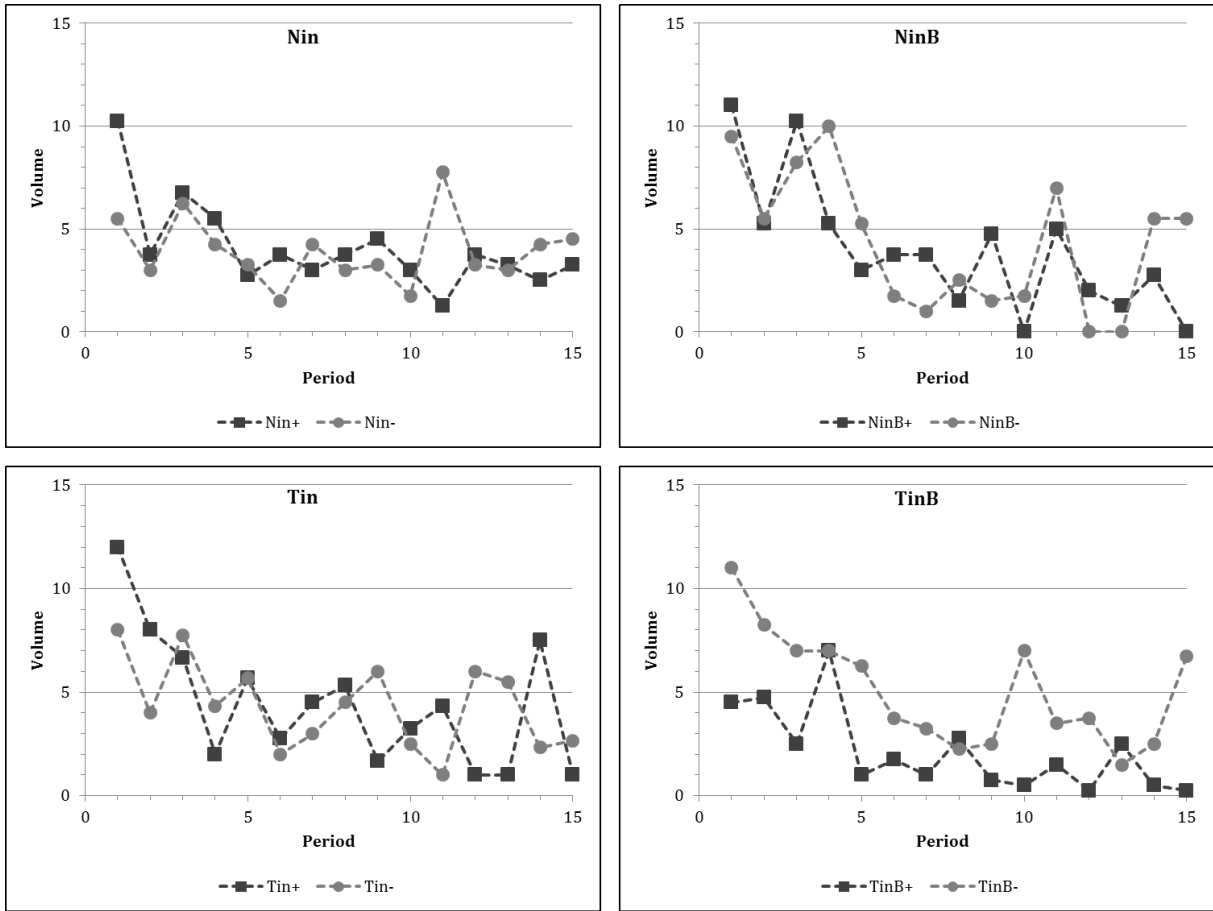 Nin
15
10
5
0
Volume
0 5 10 15
Period
Nin+ Nin-
NinB
15
10
5
0
Volume
0 5 10 15
Period
NinB+ NinB-
Tin
15
10
5
0
Volume
0 5 10 15
Period
Tin+ Tin-
TinB
15
10
5
0
Volume
0 5 10 15
Period
TinB+ TinB-